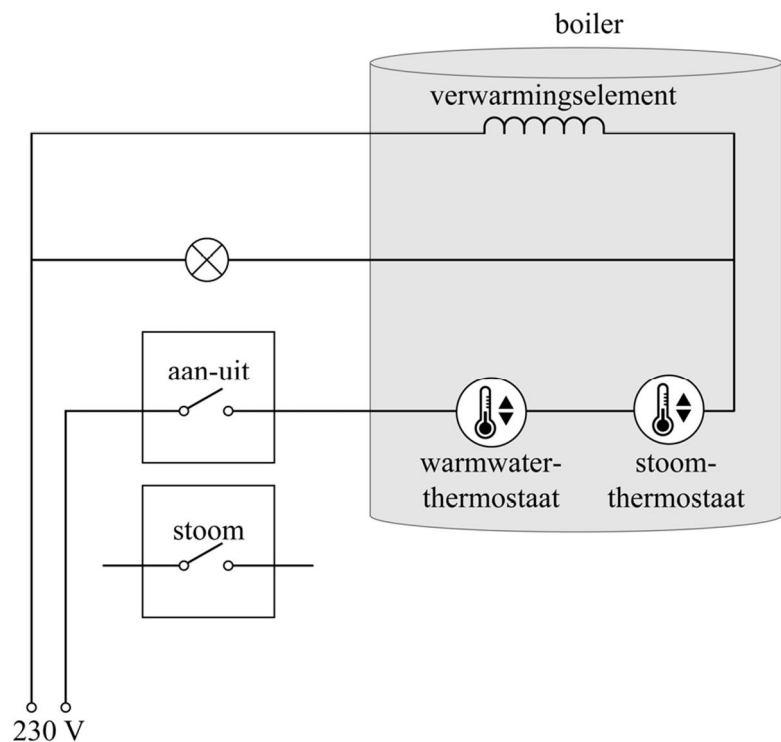 boiler
verwarmingselement
aan-uit
warmwater-
thermostaat
stoom-
thermostaat
stoom
230 V